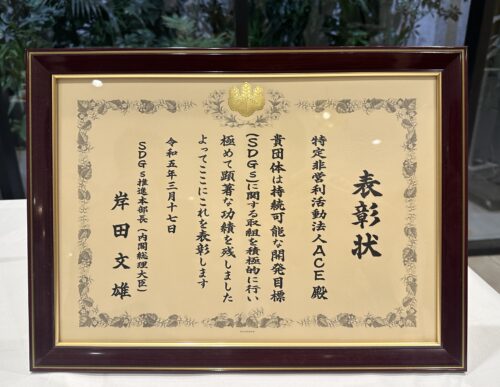 表彰状
特定非営利活動法人ACE 殿
貴団体は持続可能な開発目標
(SDGs)に関する取組を積極的に行い
極めて顕著な功績を残しました
よってここにこれを表彰します
令和五年三月十七日
SDGs推進本部長(内閣総理大臣)
岸田文雄